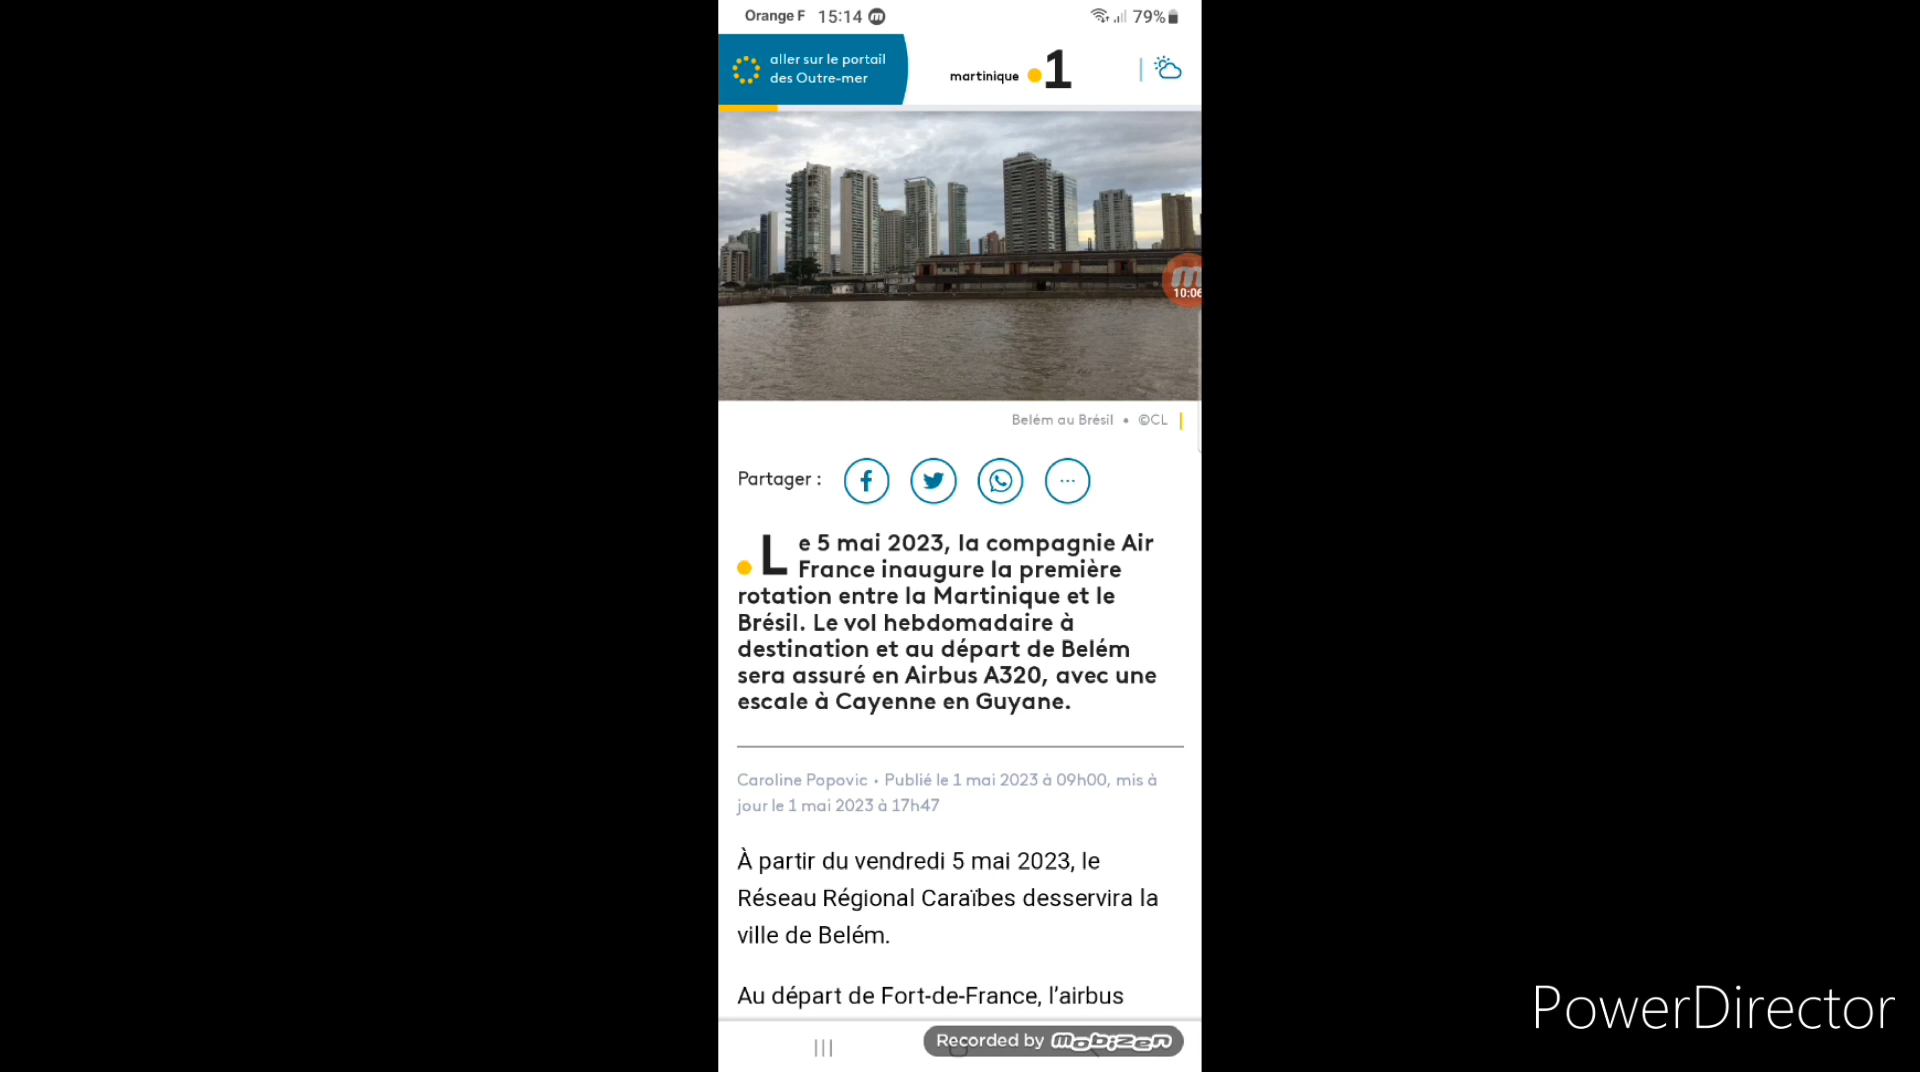 Orange F 15:14 79%
aller sur le portail
des Outre-mer
martinique 1
10:06
Belém au Brésil • ©CL
Partager :
Le 5 mai 2023, la compagnie Air
France inaugure la première
rotation entre la Martinique et le
Brésil. Le vol hebdomadaire à
destination et au départ de Belém
sera assuré en Airbus A320, avec une
escale à Cayenne en Guyane.
Caroline Popovic • Publié le 1 mai 2023 à 09h00, mis à
jour le 1 mai 2023 à 17h47
À partir du vendredi 5 mai 2023, le
Réseau Régional Caraïbes desservira la
ville de Belém.
Au départ de Fort-de-France, l’airbus
Recorded by mobizen
PowerDirector